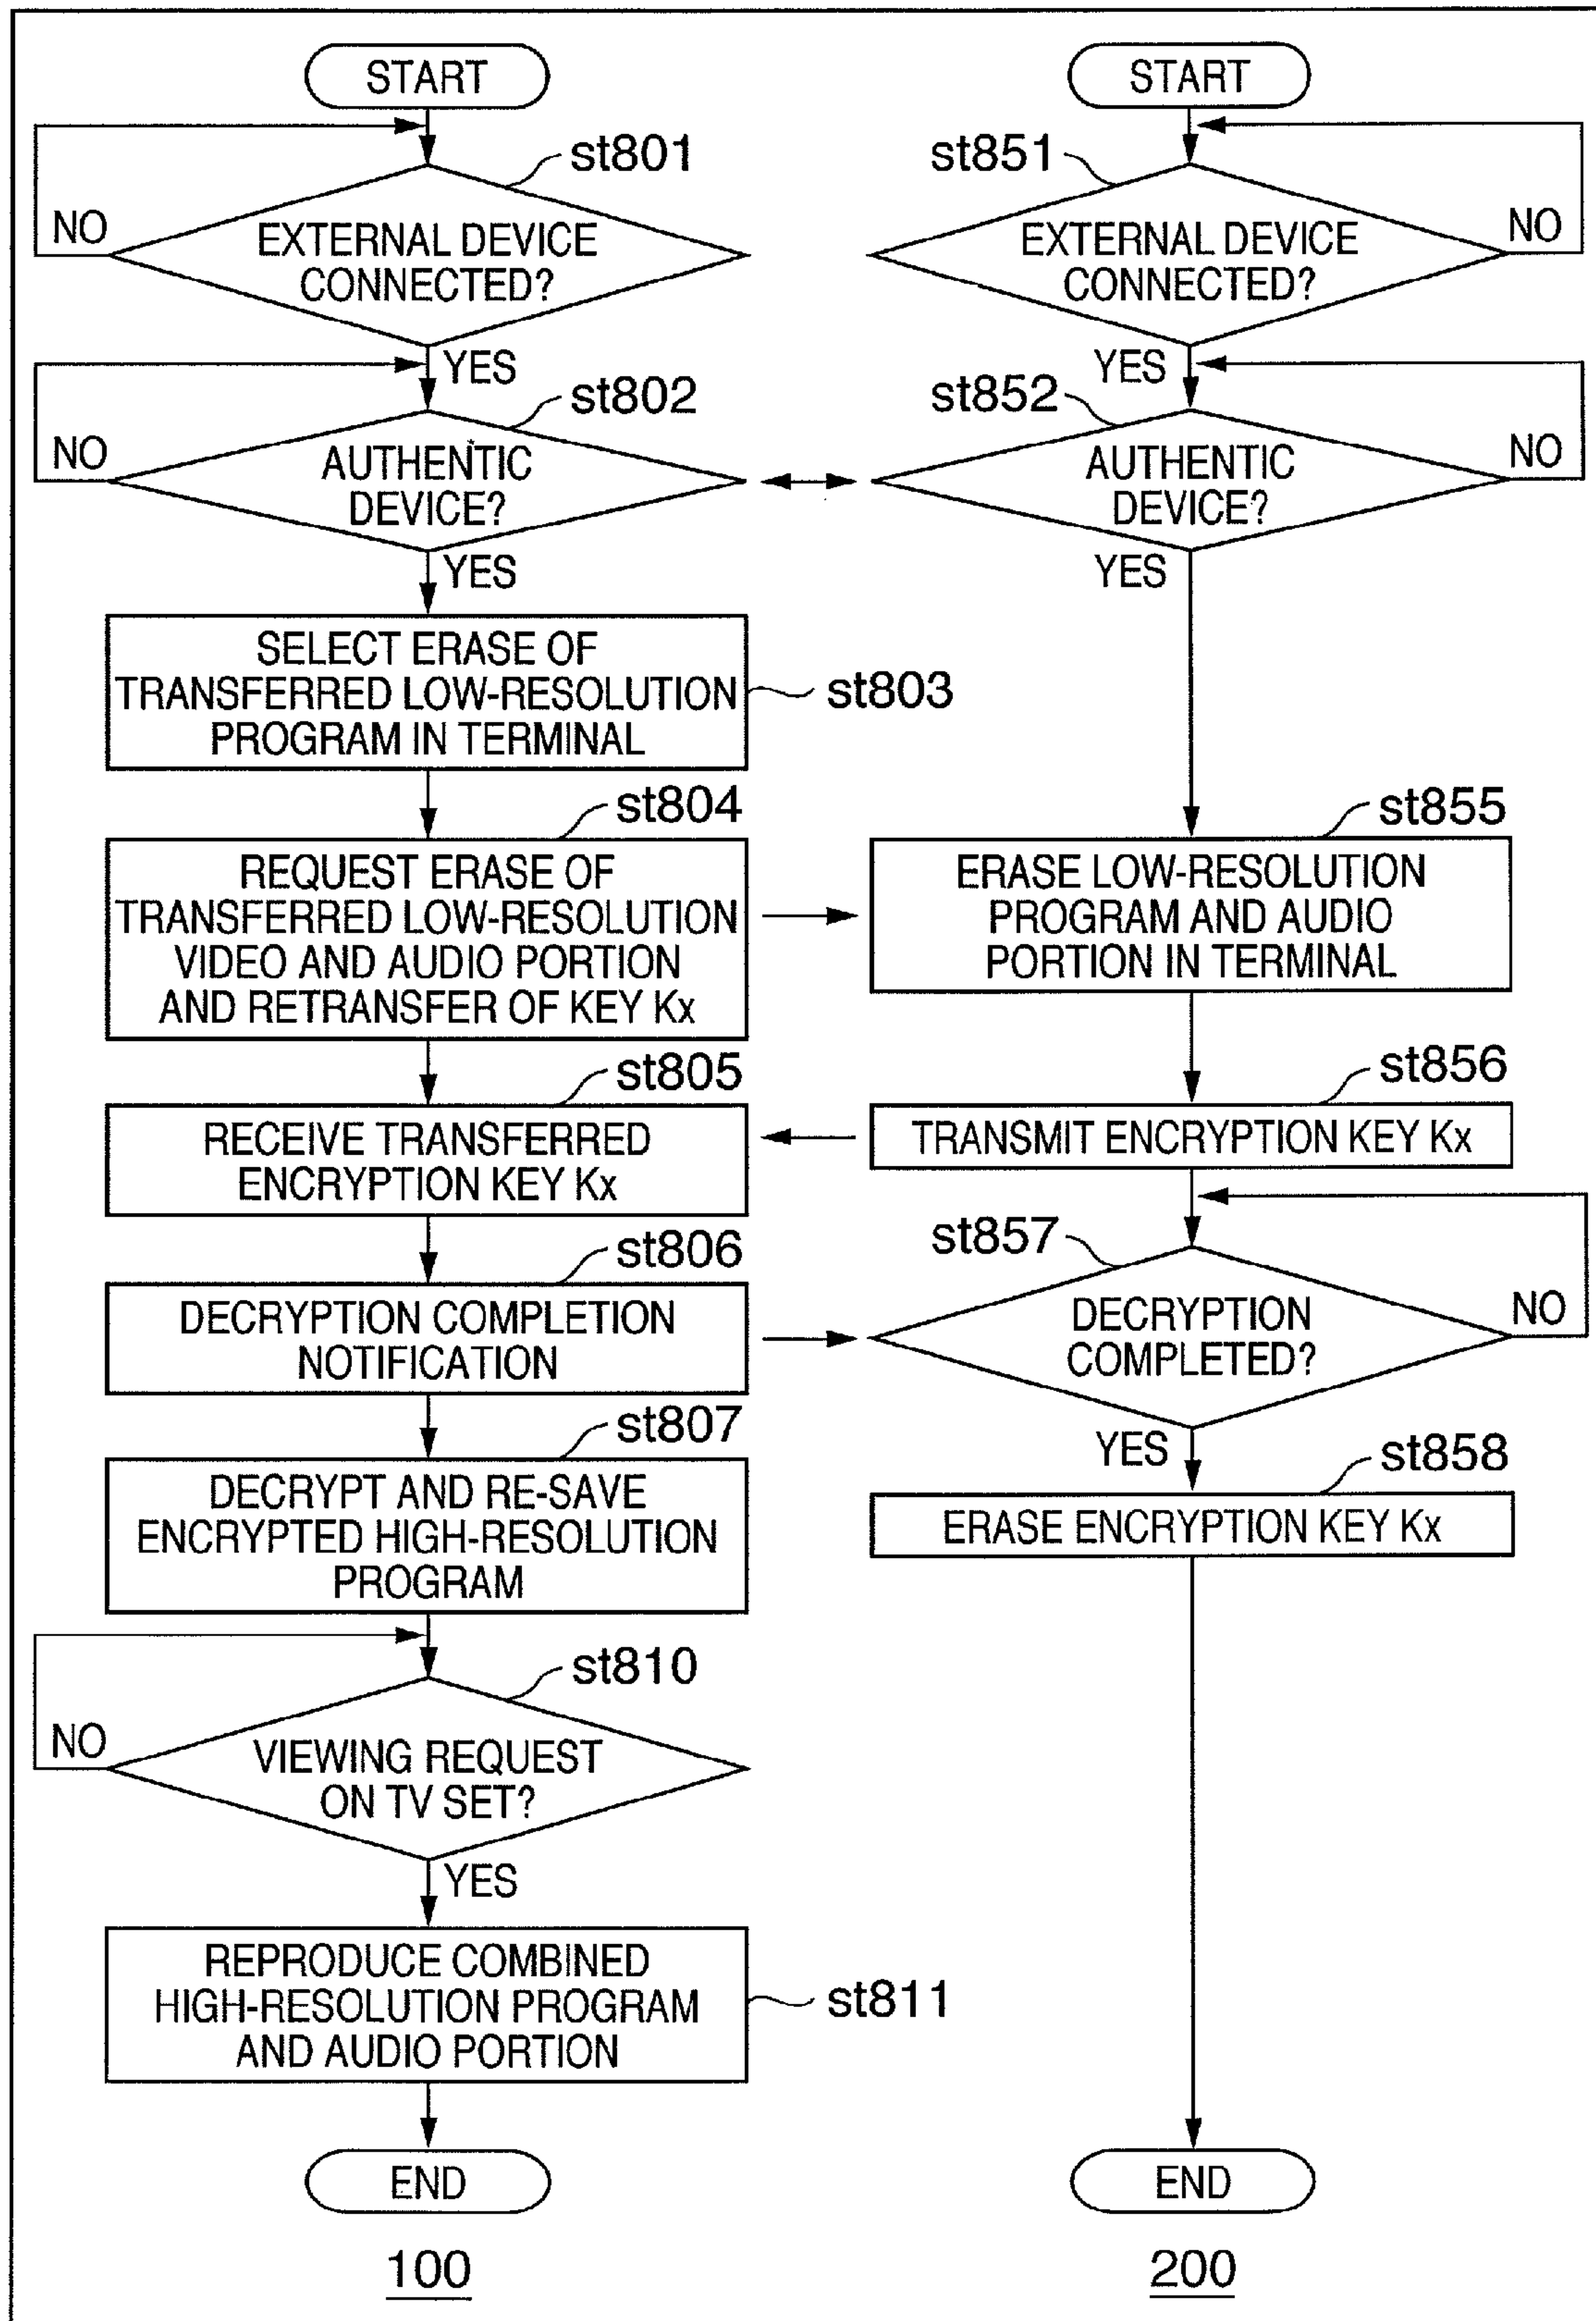 START
st801
NO
EXTERNAL DEVICE
CONNECTED?
YES
st802
NO
AUTHENTIC
DEVICE?
YES
SELECT ERASE OF
TRANSFERRED LOW-RESOLUTION
PROGRAM IN TERMINAL
st803
st804
REQUEST ERASE OF
TRANSFERRED LOW-RESOLUTION
VIDEO AND AUDIO PORTION
AND RETRANSFER OF KEY Kx
st805
RECEIVE TRANSFERRED
ENCRYPTION KEY Kx
st806
DECRYPTION COMPLETION
NOTIFICATION
st807
DECRYPT AND RE-SAVE
ENCRYPTED HIGH-RESOLUTION
PROGRAM
st810
NO
VIEWING REQUEST
ON TV SET?
YES
REPRODUCE COMBINED
HIGH-RESOLUTION PROGRAM
AND AUDIO PORTION
st811
END
100
START
st851
NO
EXTERNAL DEVICE
CONNECTED?
YES
st852
NO
AUTHENTIC
DEVICE?
YES
st855
ERASE LOW-RESOLUTION
PROGRAM AND AUDIO
PORTION IN TERMINAL
st856
TRANSMIT ENCRYPTION KEY Kx
st857
DECRYPTION
COMPLETED?
NO
YES
st858
ERASE ENCRYPTION KEY Kx
END
200